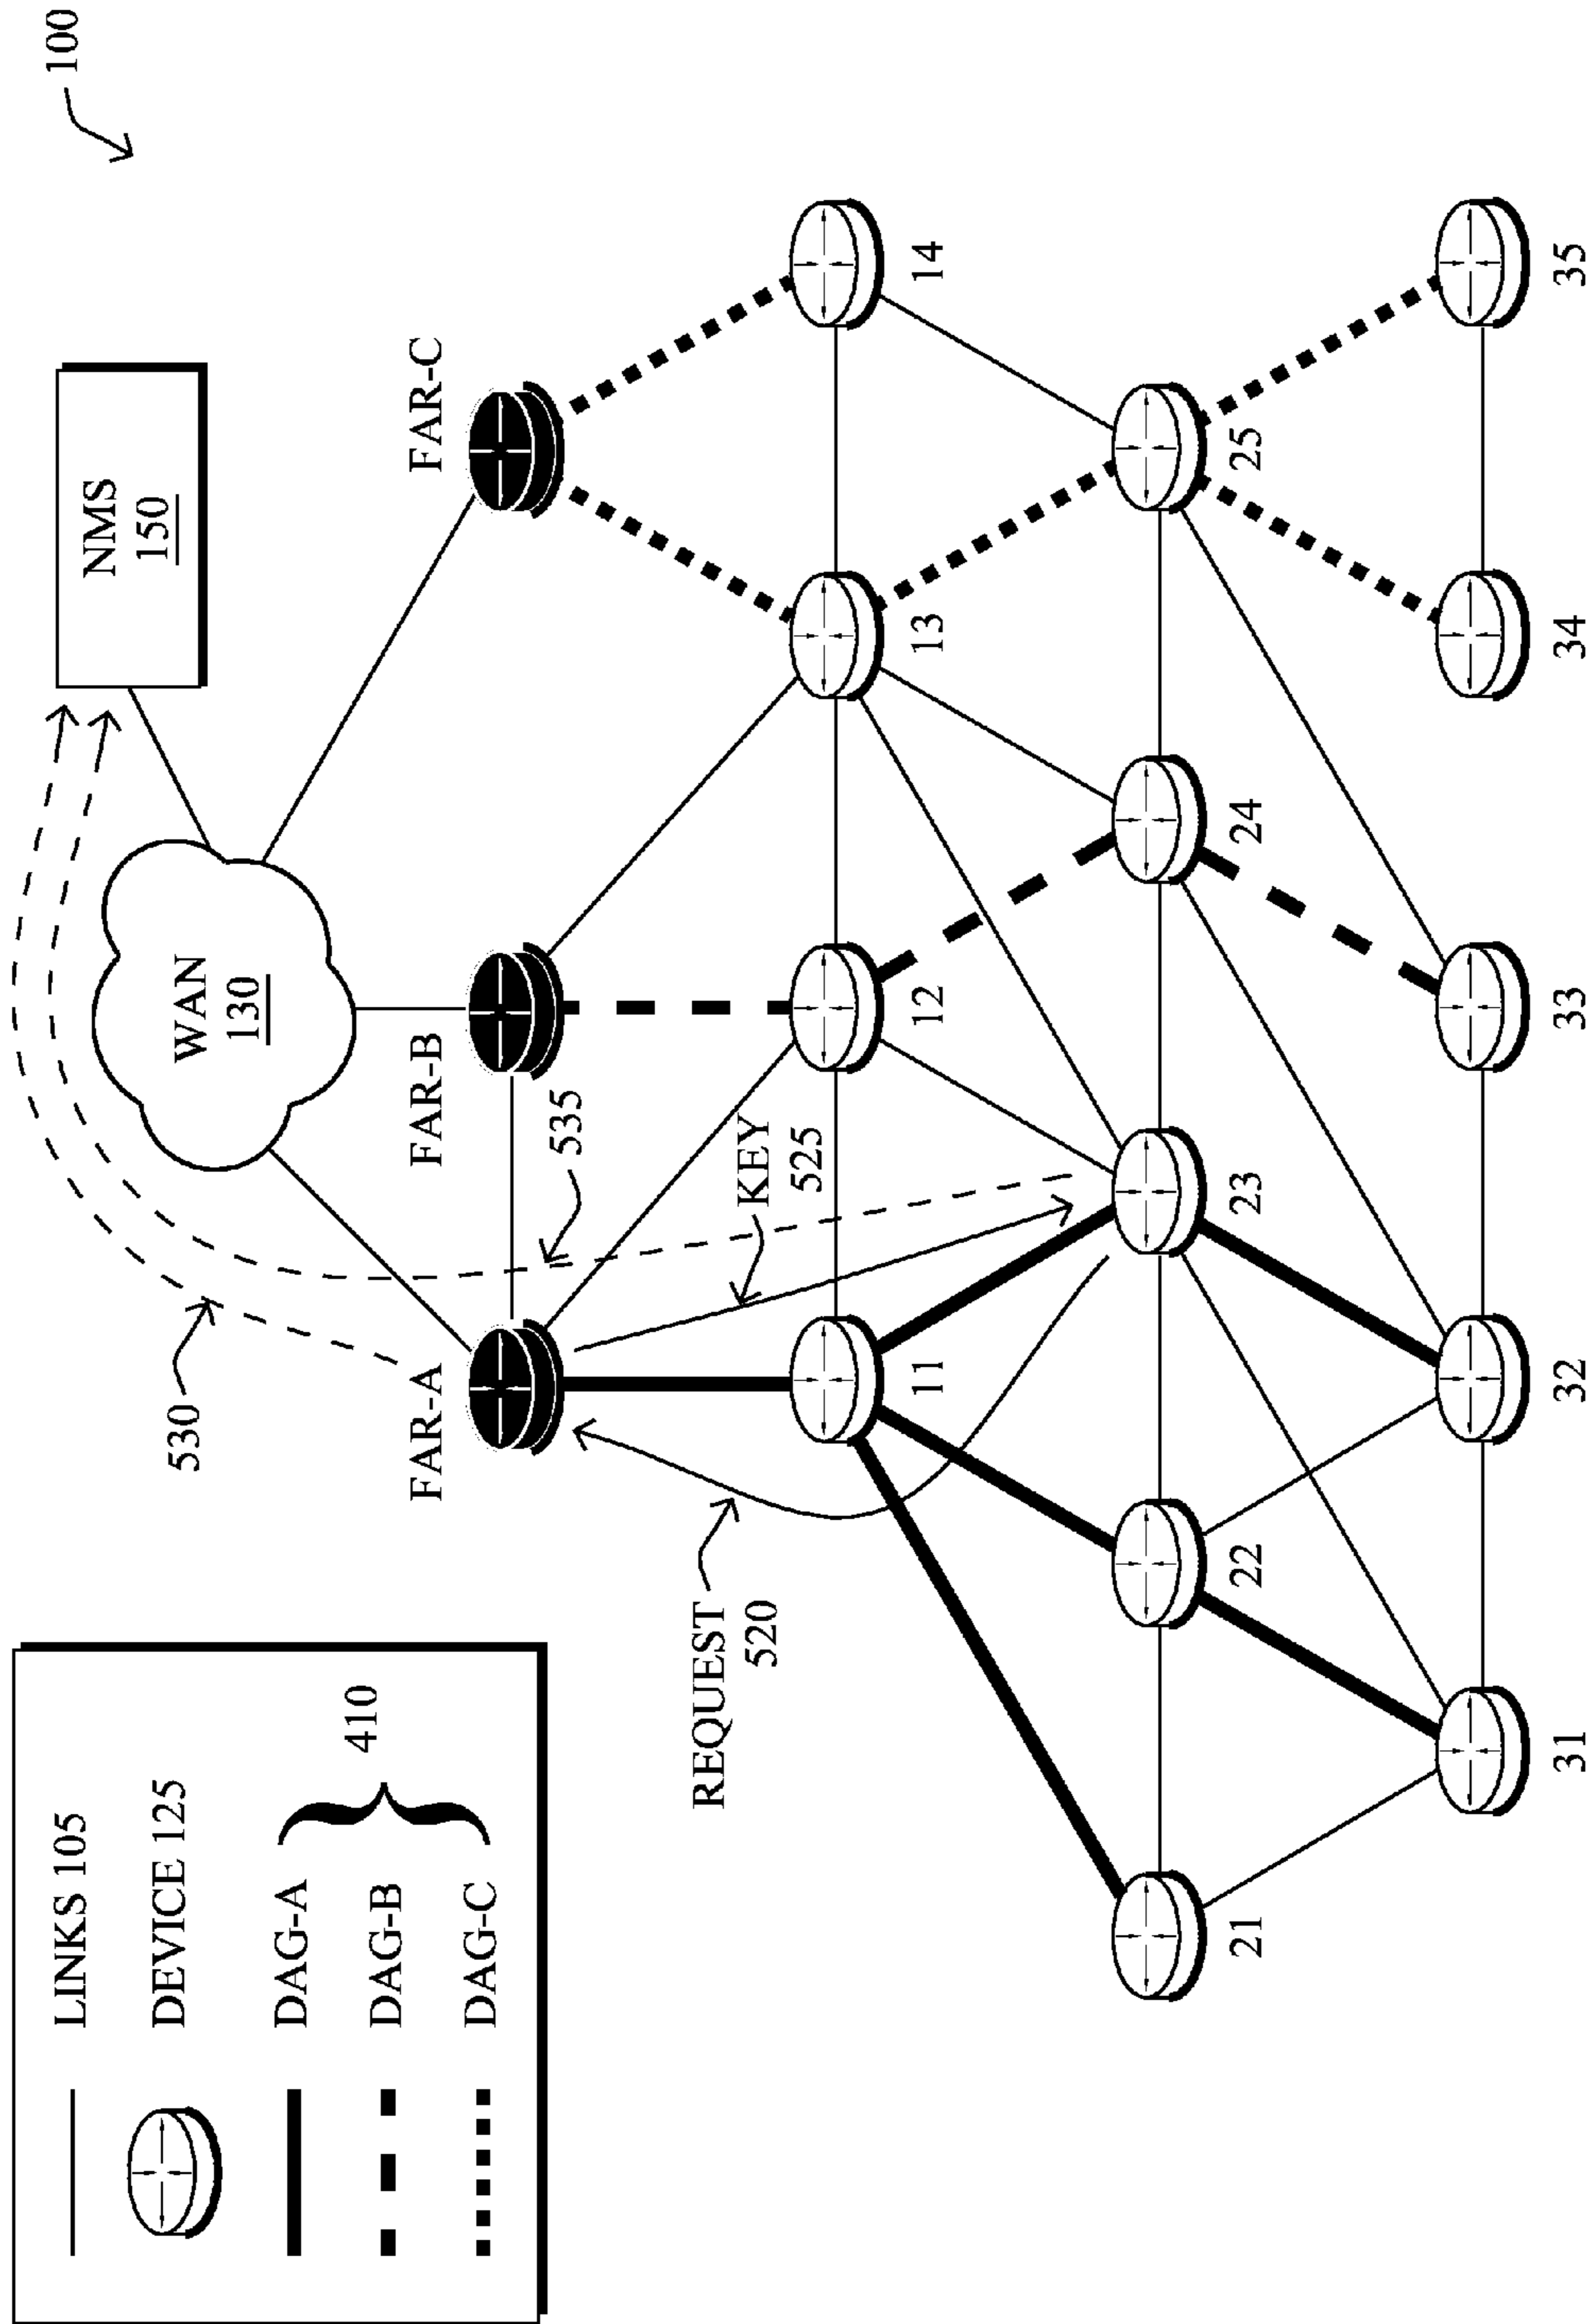 100
LINKS 105
DEVICE 125
DAG-A
DAG-B
DAG-C
410
NMS
150
WAN
130
530
FAR-A
FAR-B
FAR-C
535
REQUEST
520
KEY
525
11
12
13
14
21
22
23
24
25
31
32
33
34
35